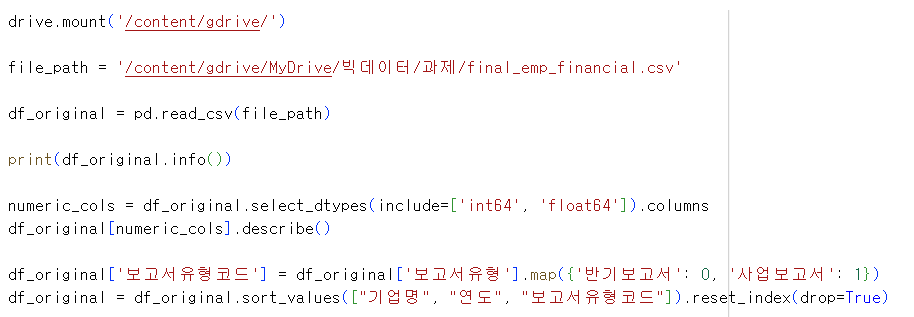 drive.mount('/content/gdrive/')
file_path = '/content/gdrive/MyDrive/빅데이터/과제/final_emp_financial.csv'
df_original = pd.read_csv(file_path)
print(df_original.info())
numeric_cols = df_original.select_dtypes(include=['int64', 'float64']).columns
df_original[numeric_cols].describe()
df_original['보고서유형코드'] = df_original['보고서유형'].map({'반기보고서': 0, '사업보고서': 1})
df_original = df_original.sort_values(["기업명", "연도", "보고서유형코드"]).reset_index(drop=True)